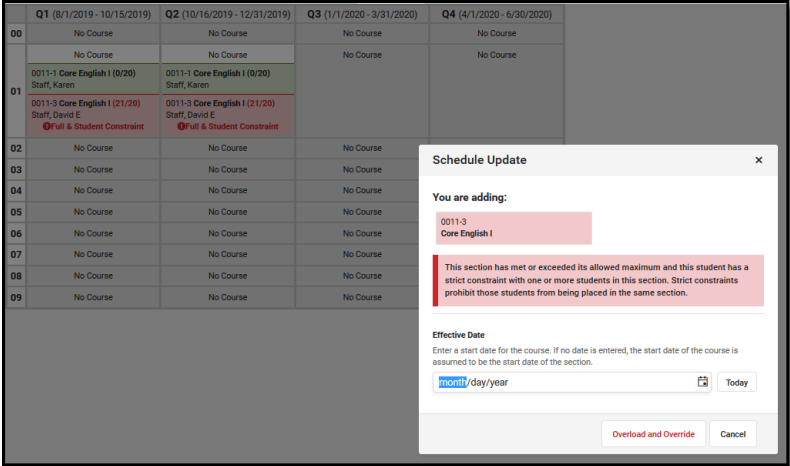 Q1 (8/1/2019 - 10/15/2019) Q2 (10/16/2019 - 12/31/2019) Q3 (1/1/2020 - 3/31/2020) Q4 (4/1/2020 - 6/30/2020)
00 No Course No Course No Course No Course
No Course No Course No Course No Course
01
0011-1 Core English I (0/20) 0011-1 Core English I (0/20)
Staff, Karen Staff, Karen
0011-3 Core English I (21/20) 0011-3 Core English I (21/20)
Staff, David E Staff, David E
Full & Student Constraint Full & Student Constraint
02 No Course No Course No Course
03 No Course No Course No Course
04 No Course No Course No Course
05 No Course No Course No Course
06 No Course No Course No Course
07 No Course No Course No Course
08 No Course No Course No Course
09 No Course No Course No Course
Schedule Update
You are adding:
0011-3
Core English I
This section has met or exceeded its allowed maximum and this student has a
strict constraint with one or more students in this section. Strict constraints
prohibit those students from being placed in the same section.
Effective Date
Enter a start date for the course. If no date is entered, the start date of the course is
assumed to be the start date of the section.
month/day/year Today
Overload and Override Cancel